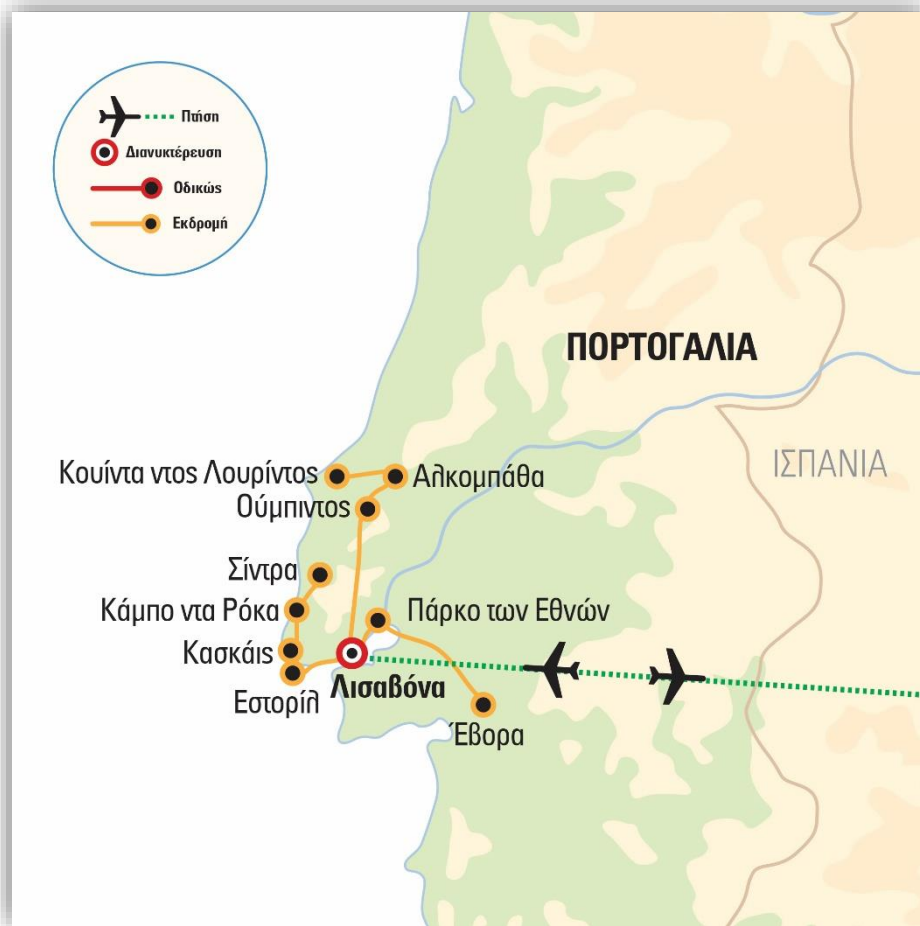 Πτήση
Διανυκτέρευση
Οδικώς
Εκδρομή
ΠΟΡΤΟΓΑΛΙΑ
ΙΣΠΑΝΙΑ
Κουίντα ντος Λουρίντος
Αλκομπάθα
Ούμπιντος
Σίντρα
Κάμπο ντα Ρόκα
Πάρκο των Εθνών
Κασκάις
Εστορίλ
Λισαβόνα
Έβορα